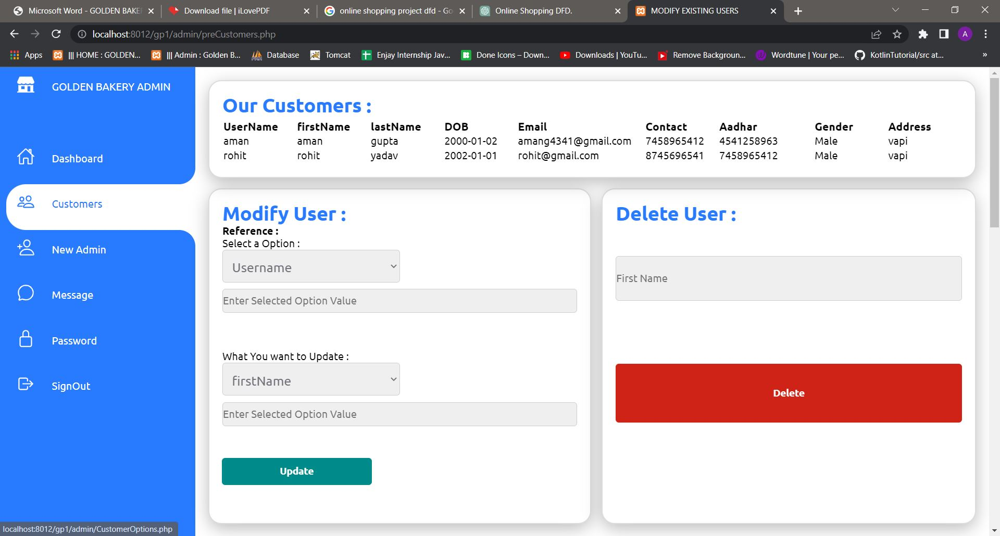 Microsoft Word - GOLDEN BAKE
Download file | iLovePDF
online shopping project dfd - Go
Online Shopping DFD.
MODIFY EXISTING USERS
localhost:8012/gp1/admin/preCustomers.php
A
Apps
||| HOME : GOLDEN...
||| Admin : Golden B...
Database
Tomcat
Enjay Internship Jav...
Done Icons – Down...
Downloads | YouTu...
Remove Backgroun...
Wordtune | Your pe...
KotlinTutorial/src at...
»
GOLDEN BAKERY ADMIN
Dashboard
Customers
New Admin
Message
Password
SignOut
Our Customers :
UserName firstName lastName DOB Email Contact Aadhar Gender Address
aman aman gupta 2000-01-02 amang4341@gmail.com 7458965412 4541258963 Male vapi
rohit rohit yadav 2002-01-01 rohit@gmail.com 8745696541 7458965412 Male vapi
Modify User :
Reference :
Select a Option :
Username
Enter Selected Option Value
What You want to Update :
firstName
Enter Selected Option Value
Update
Delete User :
First Name
Delete
localhost:8012/gp1/admin/CustomerOptions.php